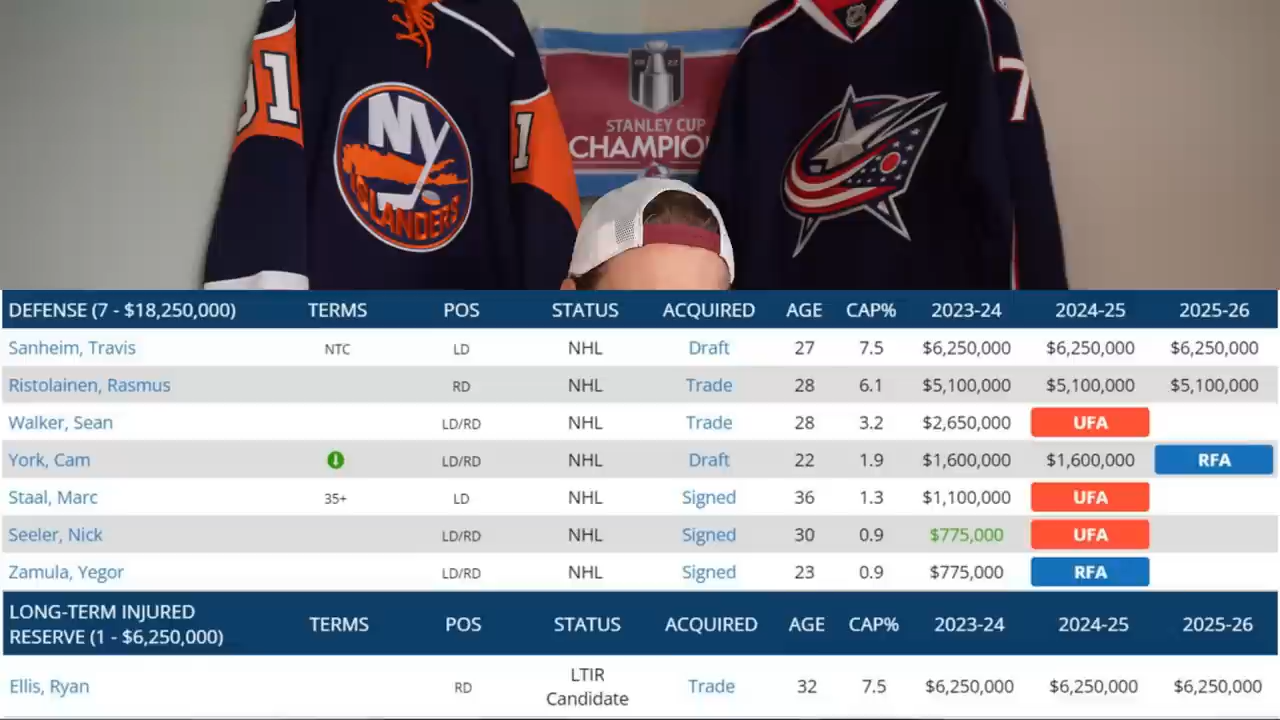 91
NY
ISLANDERS
1
2022
STANLEY CUP
CHAMPIO
7
DEFENSE (7 - $18,250,000) TERMS POS STATUS ACQUIRED AGE CAP% 2023-24 2024-25 2025-26
Sanheim, Travis NTC LD NHL Draft 27 7.5 $6,250,000 $6,250,000 $6,250,000
Ristolainen, Rasmus RD NHL Trade 28 6.1 $5,100,000 $5,100,000 $5,100,000
Walker, Sean LD/RD NHL Trade 28 3.2 $2,650,000 UFA
York, Cam LD/RD NHL Draft 22 1.9 $1,600,000 $1,600,000 RFA
Staal, Marc 35+ LD NHL Signed 36 1.3 $1,100,000 UFA
Seeler, Nick LD/RD NHL Signed 30 0.9 $775,000 UFA
Zamula, Yegor LD/RD NHL Signed 23 0.9 $775,000 RFA
LONG-TERM INJURED
RESERVE (1 - $6,250,000) TERMS POS STATUS ACQUIRED AGE CAP% 2023-24 2024-25 2025-26
Ellis, Ryan RD LTIR Candidate Trade 32 7.5 $6,250,000 $6,250,000 $6,250,000